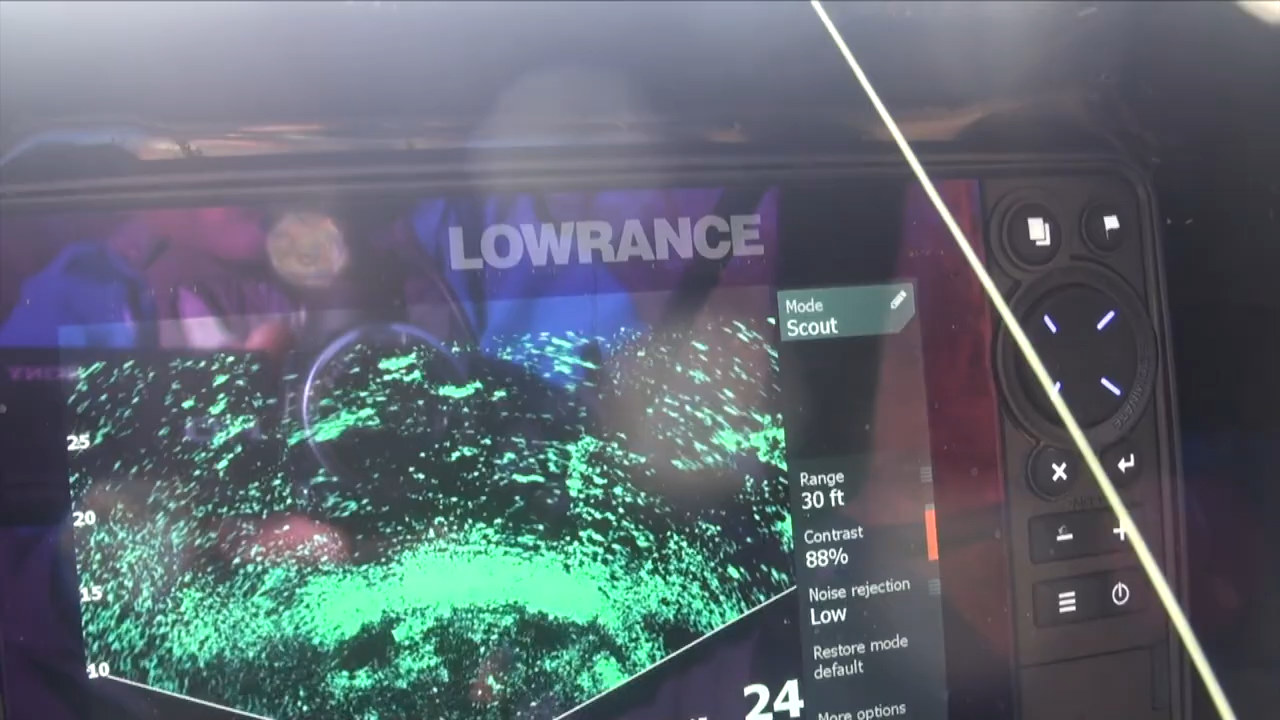 LOWRANCE
Mode
Scout
25
20
15
10
Range
30 ft
Contrast
88%
Noise rejection
Low
Restore mode
default
More options
24